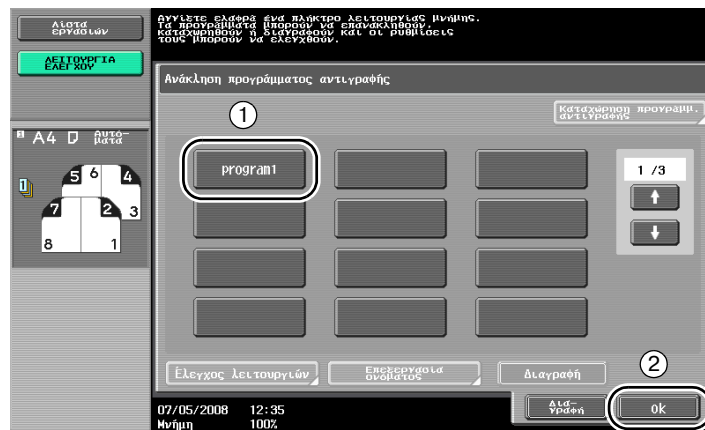 Λίστα
εργασιών
ΛΕΙΤΟΥΡΓΙΑ
ΕΛΕΓΧΟΥ
Αγγίξτε ελαφρά ένα πλήκτρο λειτουργίας μνήμης.
Τα προγράμματα μπορούν να επανακληθούν,
καταχωρηθούν ή διαγραφούν και οι ρυθμίσεις
τους μπορούν να ελεγχθούν.
Ανάκληση προγράμματος αντιγραφής
1
Καταχώρηση προγράμμ.
αντιγραφής
A4 Αυτό-
ματα
program1
1 /3
5 6 4
7 2 3
8 1
Έλεγχος λειτουργιών
Επεξεργασία
ονόματος
Διαγραφή
2
Δια-
γραφή
ok
07/05/2008 12:35
Μνήμη 100%